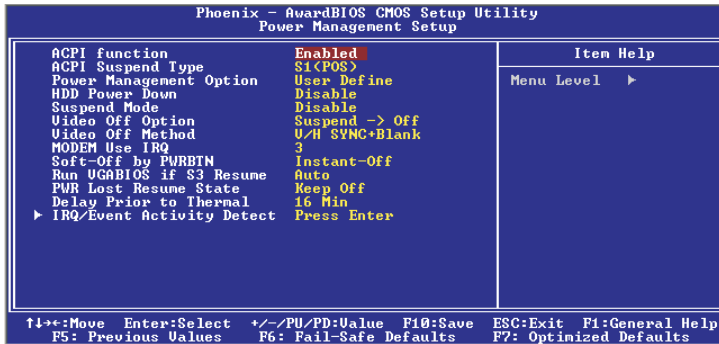 Phoenix - AwardBIOS CMOS Setup Utility
Power Management Setup
ACPI function Enabled
ACPI Suspend Type S1(POS)
Power Management Option User Define
HDD Power Down Disable
Suspend Mode Disable
Video Off Option Suspend -> Off
Video Off Method V/H SYNC+Blank
MODEM Use IRQ 3
Soft-Off by PWRBTN Instant-Off
Run VGABIOS if S3 Resume Auto
PWR Lost Resume State Keep Off
Delay Prior to Thermal 16 Min
▶ IRQ/Event Activity Detect Press Enter
Item Help
Menu Level ▶
↑↓→←:Move Enter:Select +/-/PU/PD:Value F10:Save ESC:Exit F1:General Help
F5: Previous Values F6: Fail-Safe Defaults F7: Optimized Defaults